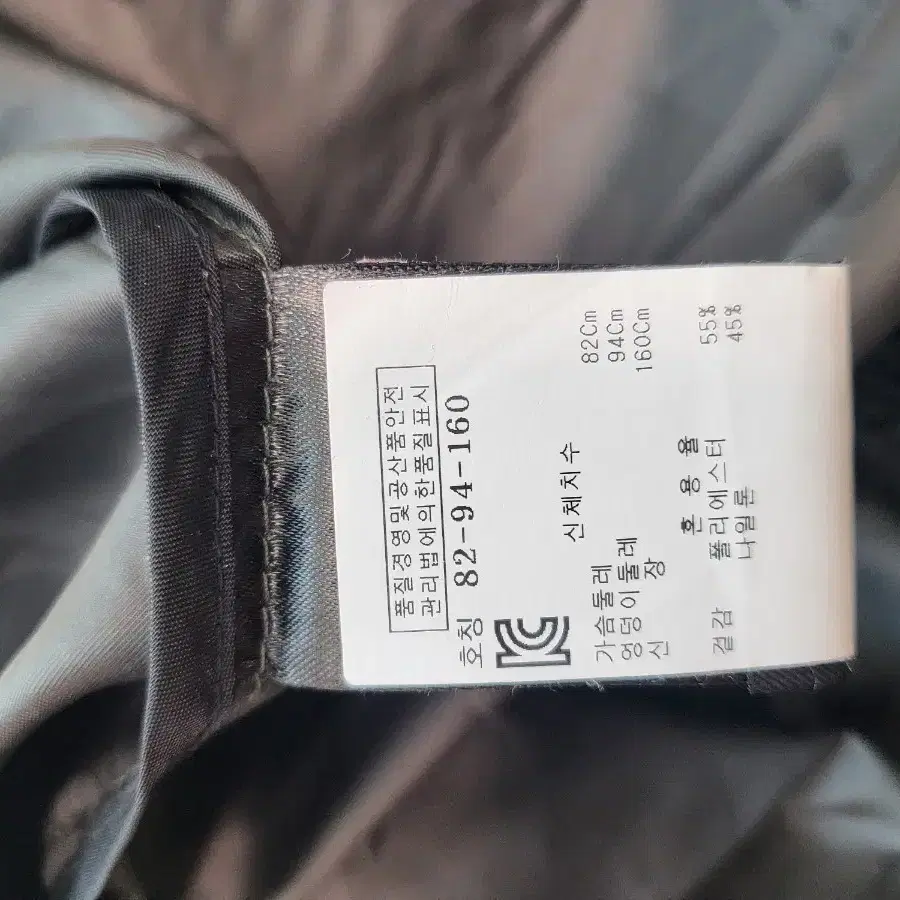 품질경영및공산품안전
관리법에의한품질표시
호칭 82-94-160
신체치수
가슴둘레 82Cm
엉덩이둘레 94Cm
신장 160Cm
혼용율
겉감 폴리에스터 55%
나일론 45%